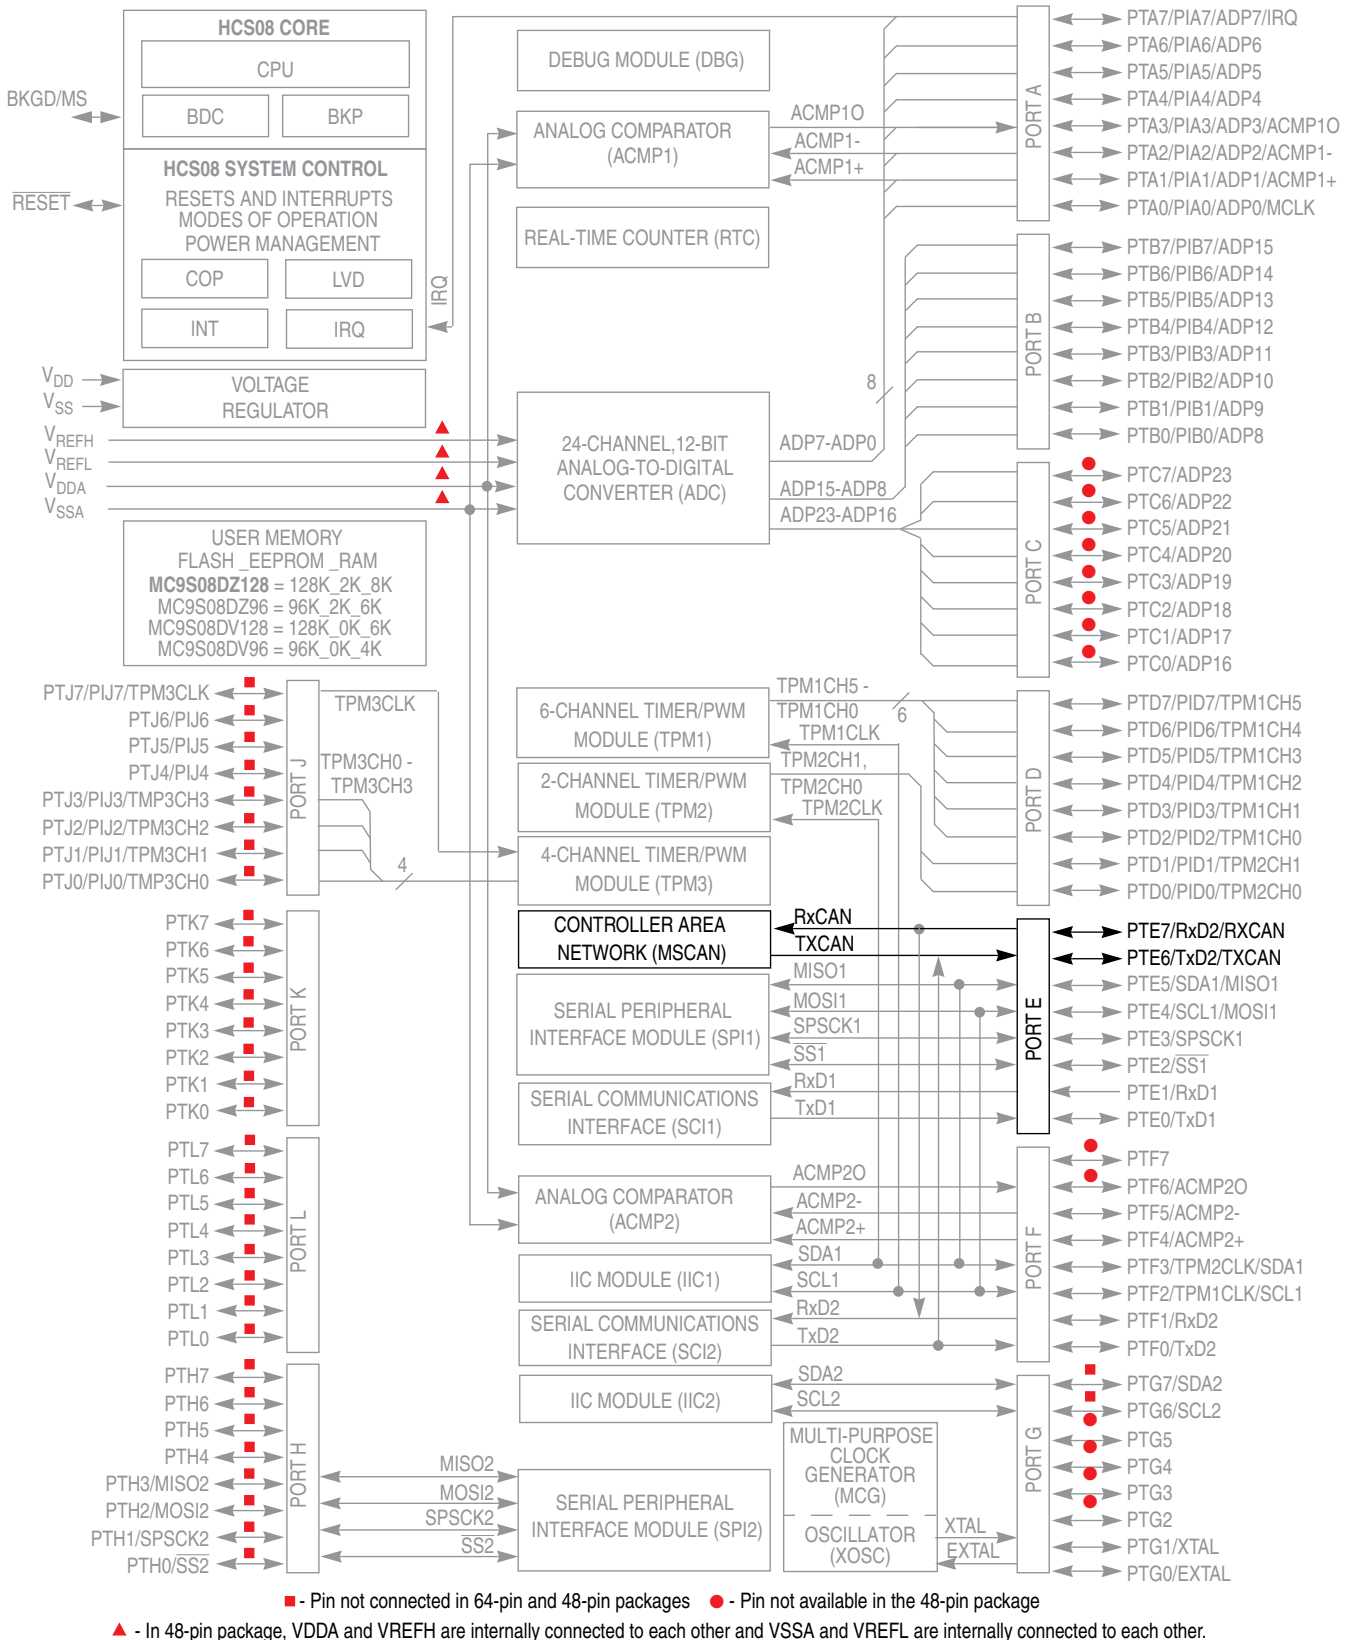 HCS08 CORE
CPU
BDC
BKP
BKGD/MS
HCS08 SYSTEM CONTROL
RESETS AND INTERRUPTS
MODES OF OPERATION
POWER MANAGEMENT
COP
LVD
INT
IRQ
RESET
IRQ
VDD
VSS
VOLTAGE
REGULATOR
VREFH
VREFL
VDDA
VSSA
USER MEMORY
FLASH _EEPROM _RAM
MC9S08DZ128 = 128K_2K_8K
MC9S08DZ96 = 96K_2K_6K
MC9S08DV128 = 128K_0K_6K
MC9S08DV96 = 96K_0K_4K
DEBUG MODULE (DBG)
ANALOG COMPARATOR
(ACMP1)
ACMP1O
ACMP1-
ACMP1+
REAL-TIME COUNTER (RTC)
24-CHANNEL,12-BIT
ANALOG-TO-DIGITAL
CONVERTER (ADC)
8
ADP7-ADP0
ADP15-ADP8
ADP23-ADP16
PORT A
PTA7/PIA7/ADP7/IRQ
PTA6/PIA6/ADP6
PTA5/PIA5/ADP5
PTA4/PIA4/ADP4
PTA3/PIA3/ADP3/ACMP1O
PTA2/PIA2/ADP2/ACMP1-
PTA1/PIA1/ADP1/ACMP1+
PTA0/PIA0/ADP0/MCLK
PORT B
PTB7/PIB7/ADP15
PTB6/PIB6/ADP14
PTB5/PIB5/ADP13
PTB4/PIB4/ADP12
PTB3/PIB3/ADP11
PTB2/PIB2/ADP10
PTB1/PIB1/ADP9
PTB0/PIB0/ADP8
PORT C
PTC7/ADP23
PTC6/ADP22
PTC5/ADP21
PTC4/ADP20
PTC3/ADP19
PTC2/ADP18
PTC1/ADP17
PTC0/ADP16
PTJ7/PIJ7/TPM3CLK
PTJ6/PIJ6
PTJ5/PIJ5
PTJ4/PIJ4
PTJ3/PIJ3/TMP3CH3
PTJ2/PIJ2/TPM3CH2
PTJ1/PIJ1/TPM3CH1
PTJ0/PIJ0/TMP3CH0
PORT J
TPM3CLK
TPM3CH0 -
TPM3CH3
4
6-CHANNEL TIMER/PWM
MODULE (TPM1)
TPM1CH5 -
TPM1CH0
6
TPM1CLK
2-CHANNEL TIMER/PWM
MODULE (TPM2)
TPM2CH1,
TPM2CH0
TPM2CLK
4-CHANNEL TIMER/PWM
MODULE (TPM3)
PORT D
PTD7/PID7/TPM1CH5
PTD6/PID6/TPM1CH4
PTD5/PID5/TPM1CH3
PTD4/PID4/TPM1CH2
PTD3/PID3/TPM1CH1
PTD2/PID2/TPM1CH0
PTD1/PID1/TPM2CH1
PTD0/PID0/TPM2CH0
PTK7
PTK6
PTK5
PTK4
PTK3
PTK2
PTK1
PTK0
PORT K
CONTROLLER AREA
NETWORK (MSCAN)
RxCAN
TXCAN
SERIAL PERIPHERAL
INTERFACE MODULE (SPI1)
MISO1
MOSI1
SPSCK1
SS1
SERIAL COMMUNICATIONS
INTERFACE (SCI1)
RxD1
TxD1
PORT E
PTE7/RxD2/RXCAN
PTE6/TxD2/TXCAN
PTE5/SDA1/MISO1
PTE4/SCL1/MOSI1
PTE3/SPSCK1
PTE2/SS1
PTE1/RxD1
PTE0/TxD1
PTL7
PTL6
PTL5
PTL4
PTL3
PTL2
PTL1
PTL0
PORT L
ANALOG COMPARATOR
(ACMP2)
ACMP2O
ACMP2-
ACMP2+
IIC MODULE (IIC1)
SDA1
SCL1
SERIAL COMMUNICATIONS
INTERFACE (SCI2)
RxD2
TxD2
PORT F
PTF7
PTF6/ACMP2O
PTF5/ACMP2-
PTF4/ACMP2+
PTF3/TPM2CLK/SDA1
PTF2/TPM1CLK/SCL1
PTF1/RxD2
PTF0/TxD2
PTH7
PTH6
PTH5
PTH4
PTH3/MISO2
PTH2/MOSI2
PTH1/SPSCK2
PTH0/SS2
PORT H
MISO2
MOSI2
SPSCK2
SS2
IIC MODULE (IIC2)
SDA2
SCL2
SERIAL PERIPHERAL
INTERFACE MODULE (SPI2)
MULTI-PURPOSE
CLOCK
GENERATOR
(MCG)
OSCILLATOR
(XOSC)
XTAL
EXTAL
PORT G
PTG7/SDA2
PTG6/SCL2
PTG5
PTG4
PTG3
PTG2
PTG1/XTAL
PTG0/EXTAL
- Pin not connected in 64-pin and 48-pin packages
- Pin not available in the 48-pin package
- In 48-pin package, VDDA and VREFH are internally connected to each other and VSSA and VREFL are internally connected to each other.